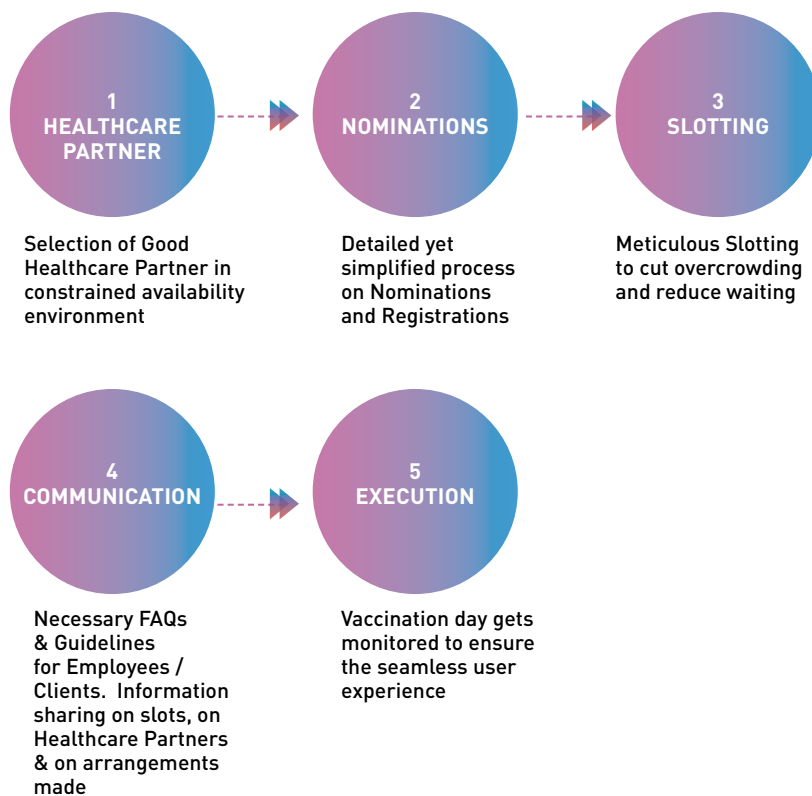 1
HEALTHCARE
PARTNER
Selection of Good
Healthcare Partner in
constrained availability
environment
2
NOMINATIONS
Detailed yet
simplified process
on Nominations
and Registrations
3
SLOTTING
Meticulous Slotting
to cut overcrowding
and reduce waiting
4
COMMUNICATION
Necessary FAQs
& Guidelines
for Employees /
Clients.  Information
sharing on slots, on
Healthcare Partners
& on arrangements
made
5
EXECUTION
Vaccination day gets
monitored to ensure
the seamless user
experience